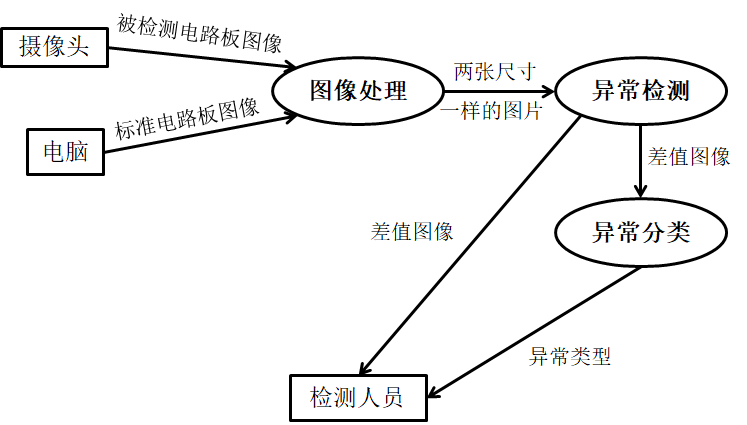 摄像头
被检测电路板图像
图像处理
两张尺寸
一样的图片
异常检测
标准电路板图像
电脑
差值图像
差值图像
异常分类
异常类型
检测人员